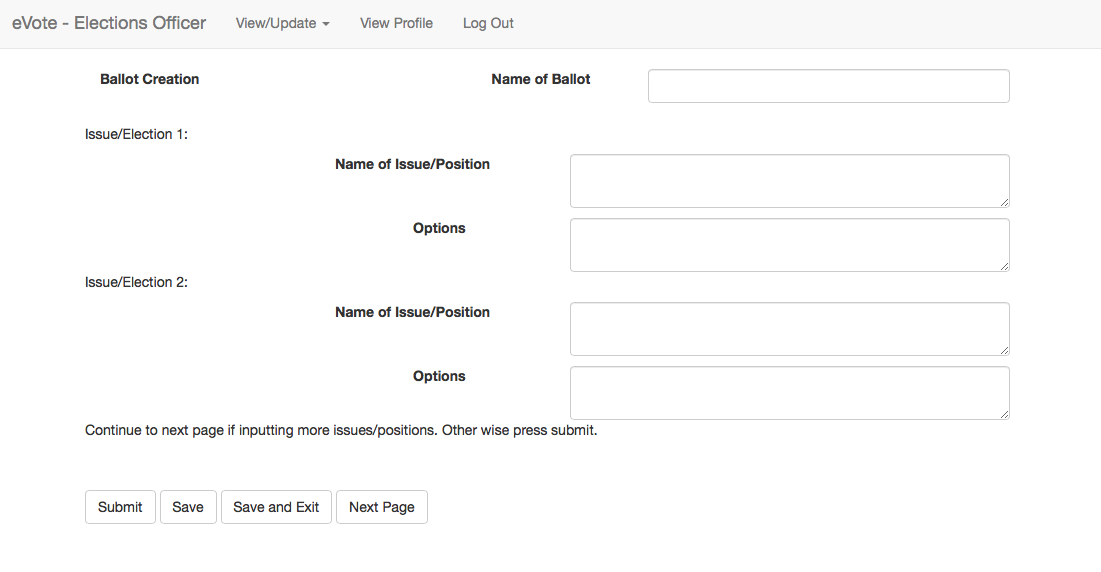 eVote - Elections Officer View/Update View Profile Log Out
Ballot Creation Name of Ballot
Issue/Election 1:
Name of Issue/Position
Options
Issue/Election 2:
Name of Issue/Position
Options
Continue to next page if inputting more issues/positions. Other wise press submit.
Submit Save Save and Exit Next Page